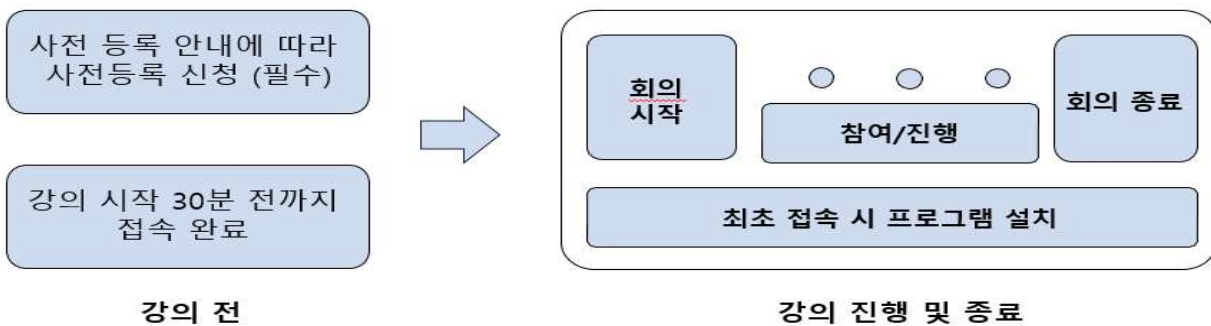 사전 등록 안내에 따라
사전등록 신청 (필수)
강의 시작 30분 전까지
접속 완료
강의 전
회의
시작
참여/진행
회의 종료
최초 접속 시 프로그램 설치
강의 진행 및 종료